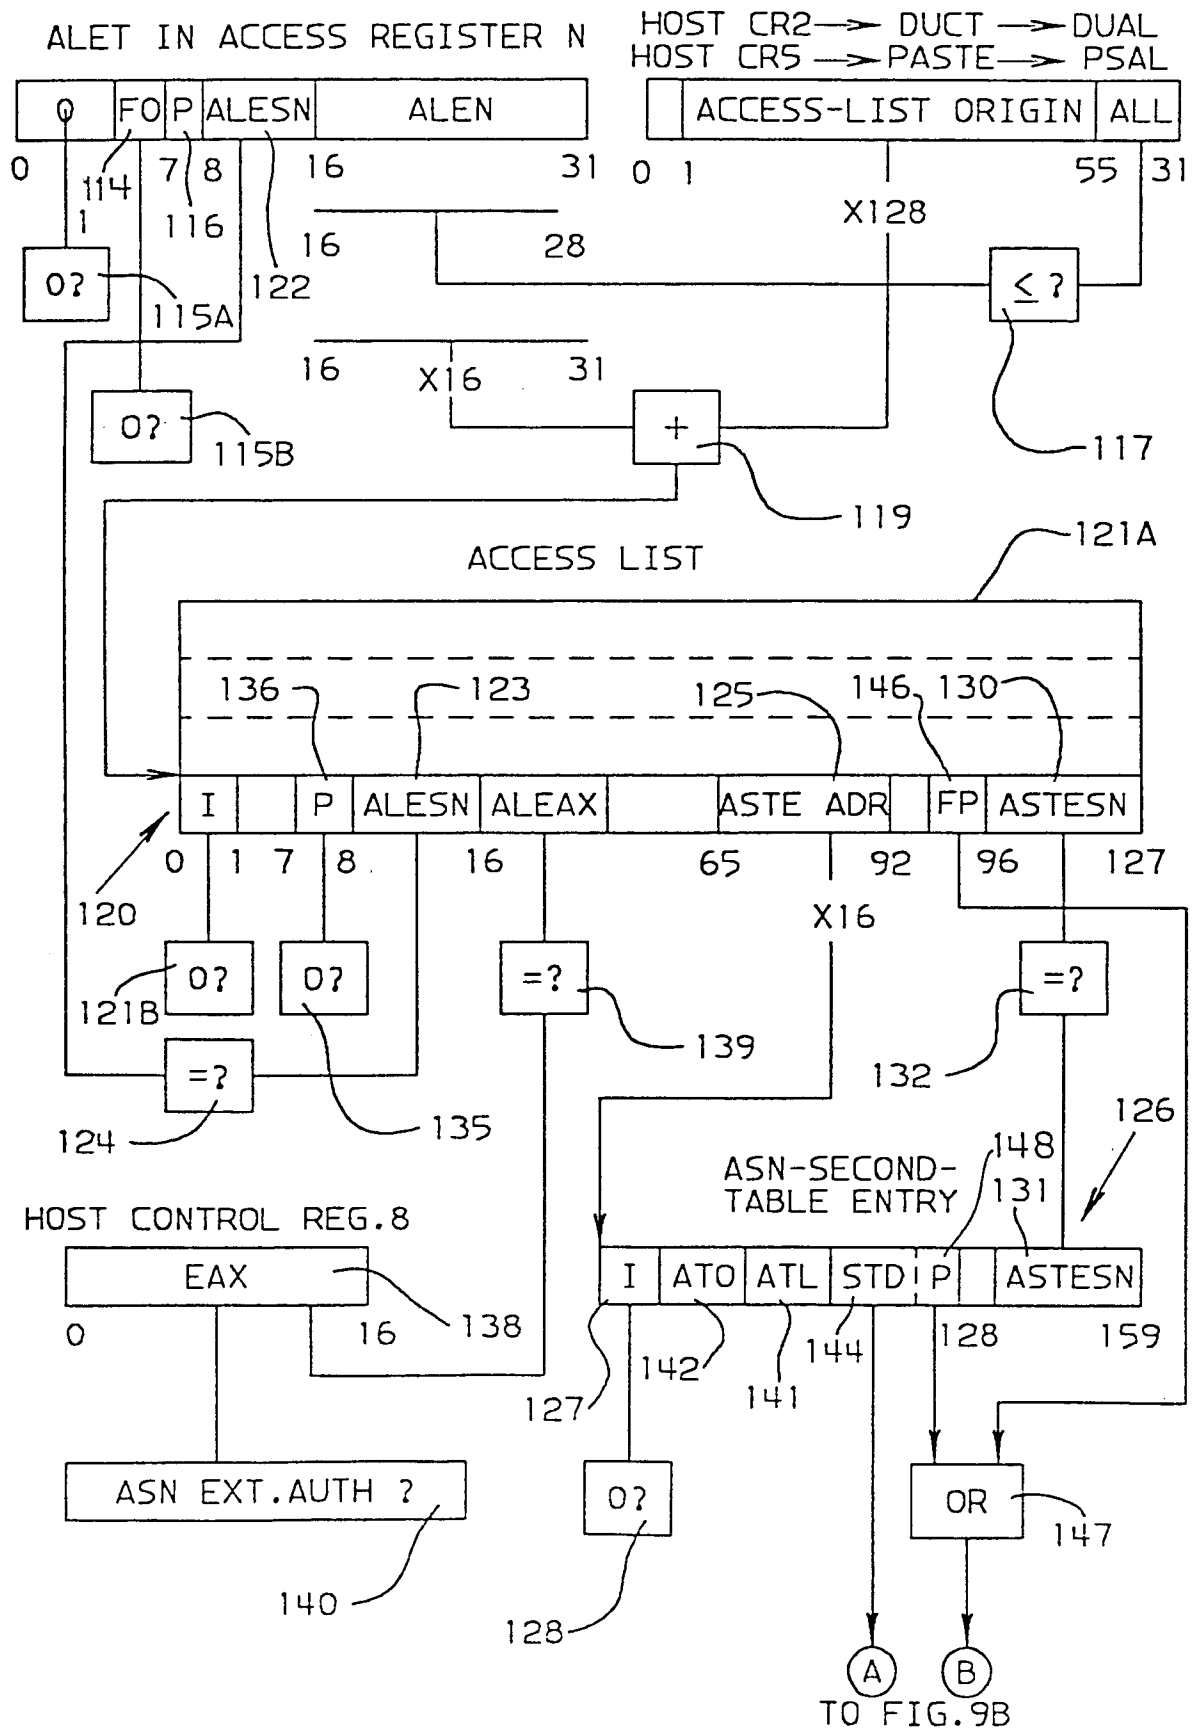 HOST CR2 → DUCT → DUAL
ALET IN ACCESS REGISTER N
HOST CR5 → PASTE → PSAL
0 FO P ALESN ALEN
ACCESS-LIST ORIGIN ALL
0 114 7 8 16 31
0 1 55 31
1 116
X128
16 28
0? 115A 122
≤ ?
16 X16 31
0? 115B
+
117
119
121A
ACCESS LIST
136 123 125 146 130
I P ALESN ALEAX ASTE ADR FP ASTESN
0 1 7 8 16 65 92 96 127
120
X16
0? 0? =? =?
121B
139
=?
132
124 135
126
148
ASN-SECOND-
TABLE ENTRY
131
HOST CONTROL REG.8
EAX
I ATO ATL STD P ASTESN
0 16 138
128 159
127 142 141 144
ASN EXT.AUTH ?
0?
OR
147
140
128
A B
TO FIG.9B